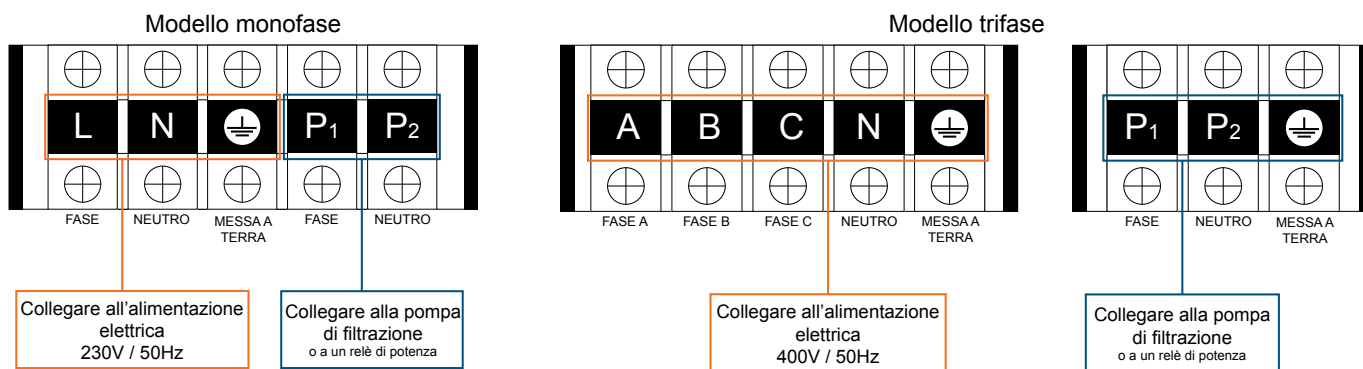 Modello monofase
L N P1 P2
FASE NEUTRO MESSA A TERRA FASE NEUTRO
Collegare all’alimentazione
elettrica
230V / 50Hz
Collegare alla pompa
di filtrazione
o a un relè di potenza
Modello trifase
A B C N
FASE A FASE B FASE C NEUTRO MESSA A TERRA
Collegare all’alimentazione
elettrica
400V / 50Hz
P1 P2
FASE NEUTRO MESSA A TERRA
Collegare alla pompa
di filtrazione
o a un relè di potenza